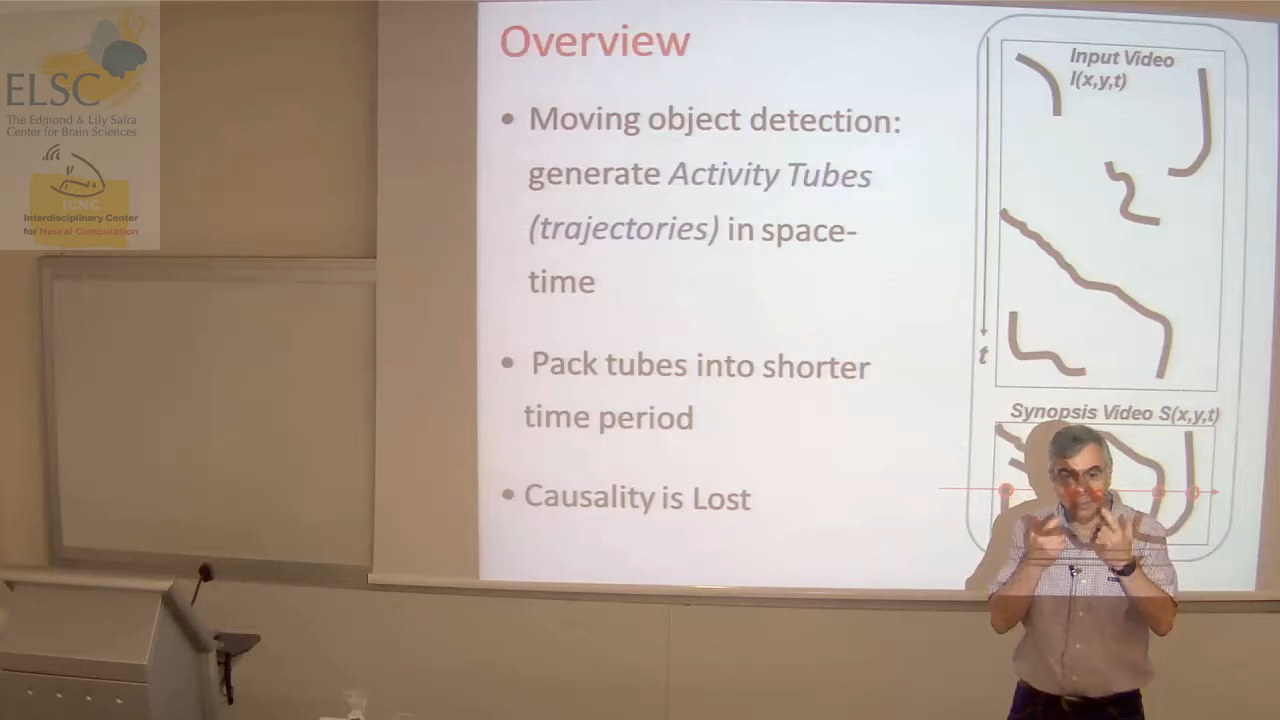 ELSC
The Edmond & Lily Safra
Center for Brain Sciences
ICNC
Interdisciplinary Center
for Neural Computation
Overview
• Moving object detection:
generate Activity Tubes
(trajectories) in space-
time
• Pack tubes into shorter
time period
• Causality is Lost
Input Video
I(x,y,t)
t
Synopsis Video S(x,y,t)